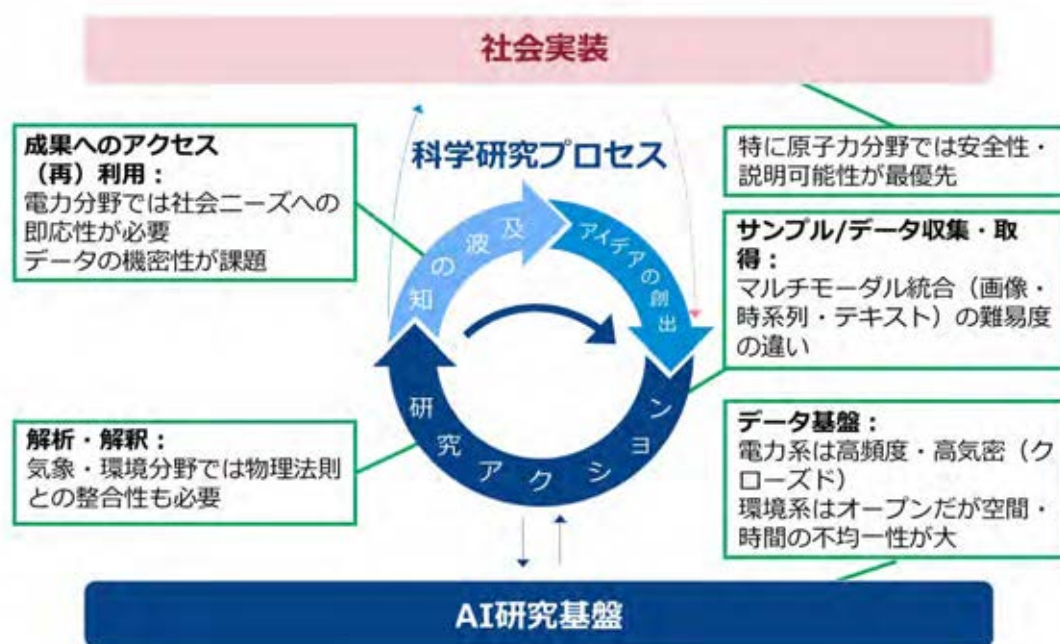 社会実装
科学研究プロセス
成果へのアクセス
（再）利用：
電力分野では社会ニーズへの
即応性が必要
データの機密性が課題
特に原子力分野では安全性・
説明可能性が最優先
知の波及
アイデアの創出
サンプル/データ収集・取
得：
マルチモーダル統合（画像・
時系列・テキスト）の難易度
の違い
研究アクション
解析・解釈：
気象・環境分野では物理法則
との整合性も必要
データ基盤：
電力系は高頻度・高気密（ク
ローズド）
環境系はオープンだが空間・
時間の不均一性が大
AI研究基盤